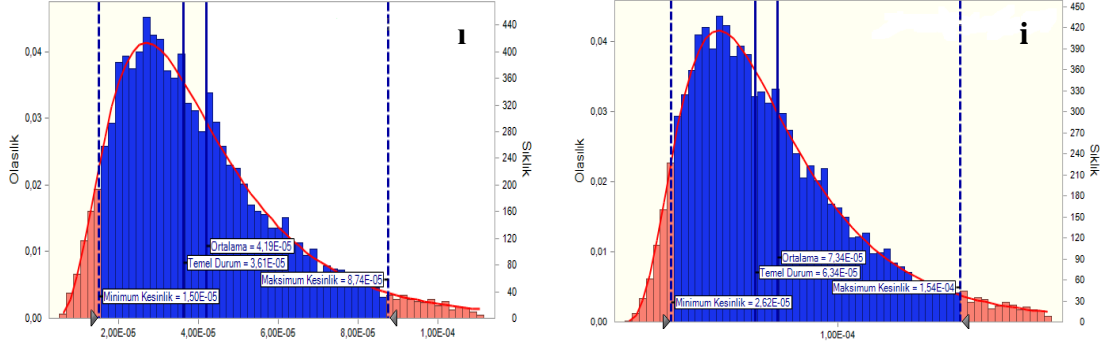 ı
0,04
0,03
0,02
0,01
0,00
Olasılık
440
400
360
320
280
240
200
160
120
80
40
0
Sıklık
Ortalama = 4,19E-05
Temel Durum = 3,61E-05
Maksimum Kesinlik = 8,74E-05
Minimum Kesinlik = 1,50E-05
2,00E-05 4,00E-05 6,00E-05 8,00E-05 1,00E-04
i
0,04
0,03
0,02
0,01
0,00
Olasılık
450
420
390
360
330
300
270
240
210
180
150
120
90
60
30
0
Sıklık
Ortalama = 7,34E-05
Temel Durum = 6,34E-05
Maksimum Kesinlik = 1,54E-04
Minimum Kesinlik = 2,62E-05
1,00E-04